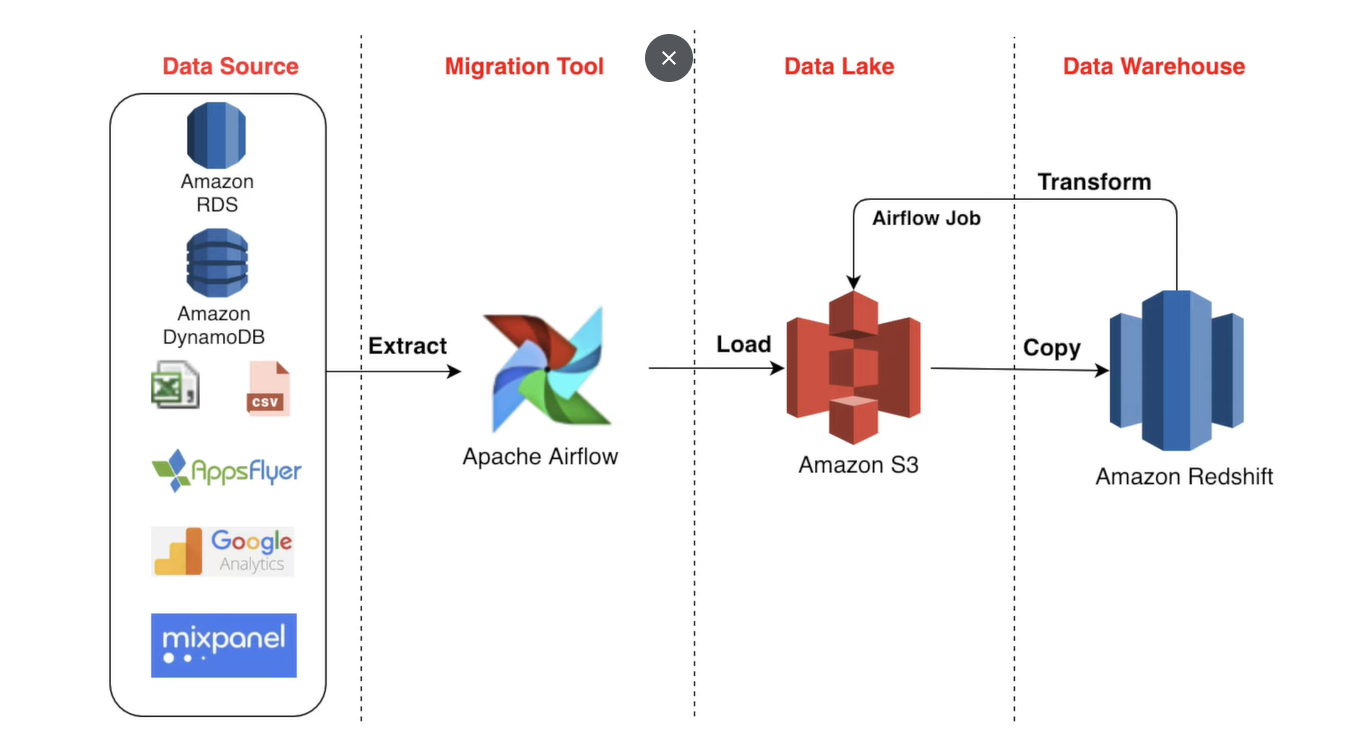 Data Source
Migration Tool
Data Lake
Data Warehouse
Amazon
RDS
Amazon
DynamoDB
csv
AppsFlyer
Google
Analytics
mixpanel
Extract
Apache Airflow
Load
Transform
Airflow Job
Amazon S3
Copy
Amazon Redshift